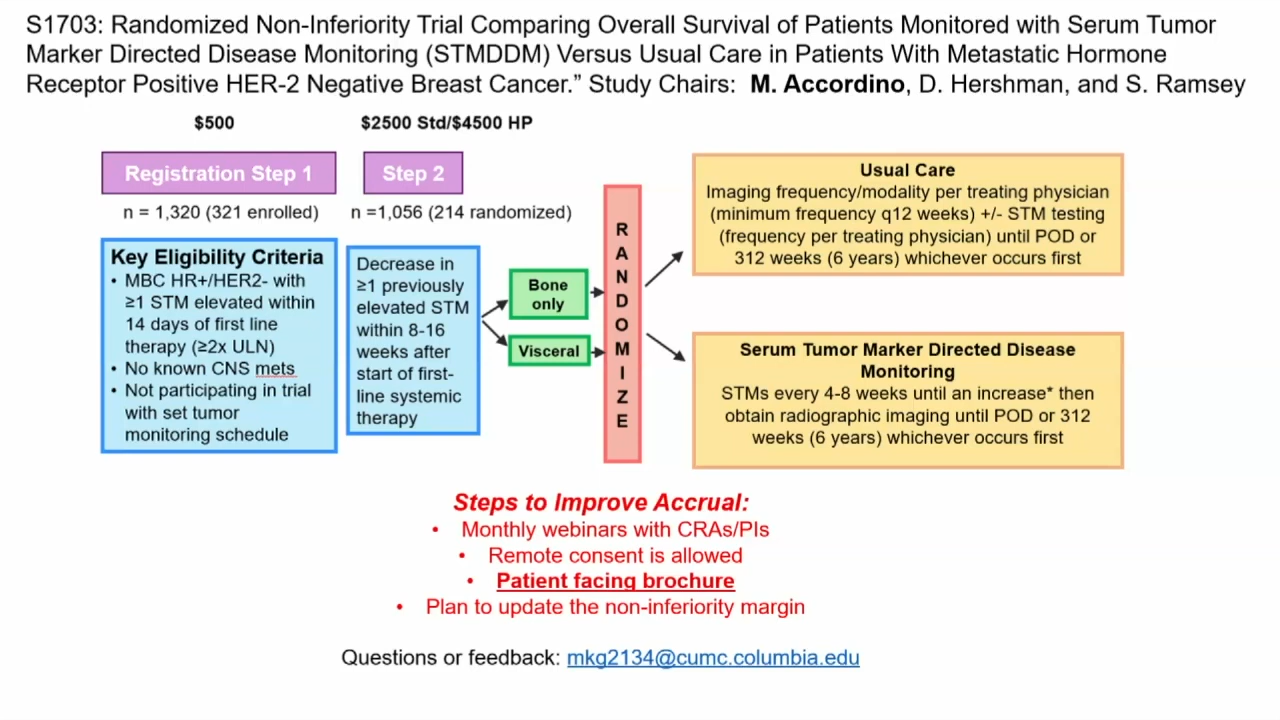 S1703: Randomized Non-Inferiority Trial Comparing Overall Survival of Patients Monitored with Serum Tumor
Marker Directed Disease Monitoring (STMDDM) Versus Usual Care in Patients With Metastatic Hormone
Receptor Positive HER-2 Negative Breast Cancer.” Study Chairs: M. Accordino, D. Hershman, and S. Ramsey
$500
$2500 Std/$4500 HP
Registration Step 1
Step 2
n = 1,320 (321 enrolled)
n =1,056 (214 randomized)
Key Eligibility Criteria
• MBC HR+/HER2- with
≥1 STM elevated within
14 days of first line
therapy (≥2x ULN)
• No known CNS mets
• Not participating in trial
with set tumor
monitoring schedule
Decrease in
≥1 previously
elevated STM
within 8-16
weeks after
start of first-
line systemic
therapy
Bone
only
Visceral
R
A
N
D
O
M
I
Z
E
Usual Care
Imaging frequency/modality per treating physician
(minimum frequency q12 weeks) +/- STM testing
(frequency per treating physician) until POD or
312 weeks (6 years) whichever occurs first
Serum Tumor Marker Directed Disease
Monitoring
STMs every 4-8 weeks until an increase* then
obtain radiographic imaging until POD or 312
weeks (6 years) whichever occurs first
Steps to Improve Accrual:
• Monthly webinars with CRAs/PIs
• Remote consent is allowed
• Patient facing brochure
• Plan to update the non-inferiority margin
Questions or feedback: mkg2134@cumc.columbia.edu